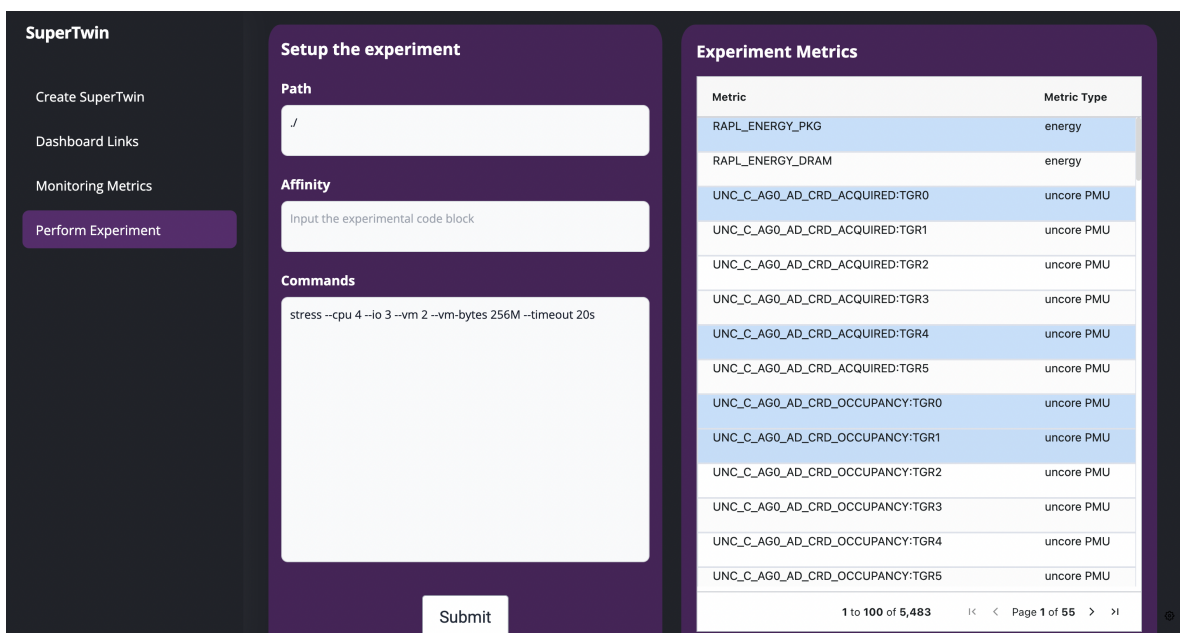 SuperTwin
Create SuperTwin
Dashboard Links
Monitoring Metrics
Perform Experiment
Setup the experiment
Path
./
Affinity
Input the experimental code block
Commands
stress --cpu 4 --io 3 --vm 2 --vm-bytes 256M --timeout 20s
Submit
Experiment Metrics
Metric Metric Type
RAPL_ENERGY_PKG energy
RAPL_ENERGY_DRAM energy
UNC_C_AG0_AD_CRD_ACQUIRED:TGR0 uncore PMU
UNC_C_AG0_AD_CRD_ACQUIRED:TGR1 uncore PMU
UNC_C_AG0_AD_CRD_ACQUIRED:TGR2 uncore PMU
UNC_C_AG0_AD_CRD_ACQUIRED:TGR3 uncore PMU
UNC_C_AG0_AD_CRD_ACQUIRED:TGR4 uncore PMU
UNC_C_AG0_AD_CRD_ACQUIRED:TGR5 uncore PMU
UNC_C_AG0_AD_CRD_OCCUPANCY:TGR0 uncore PMU
UNC_C_AG0_AD_CRD_OCCUPANCY:TGR1 uncore PMU
UNC_C_AG0_AD_CRD_OCCUPANCY:TGR2 uncore PMU
UNC_C_AG0_AD_CRD_OCCUPANCY:TGR3 uncore PMU
UNC_C_AG0_AD_CRD_OCCUPANCY:TGR4 uncore PMU
UNC_C_AG0_AD_CRD_OCCUPANCY:TGR5 uncore PMU
1 to 100 of 5,483 Page 1 of 55